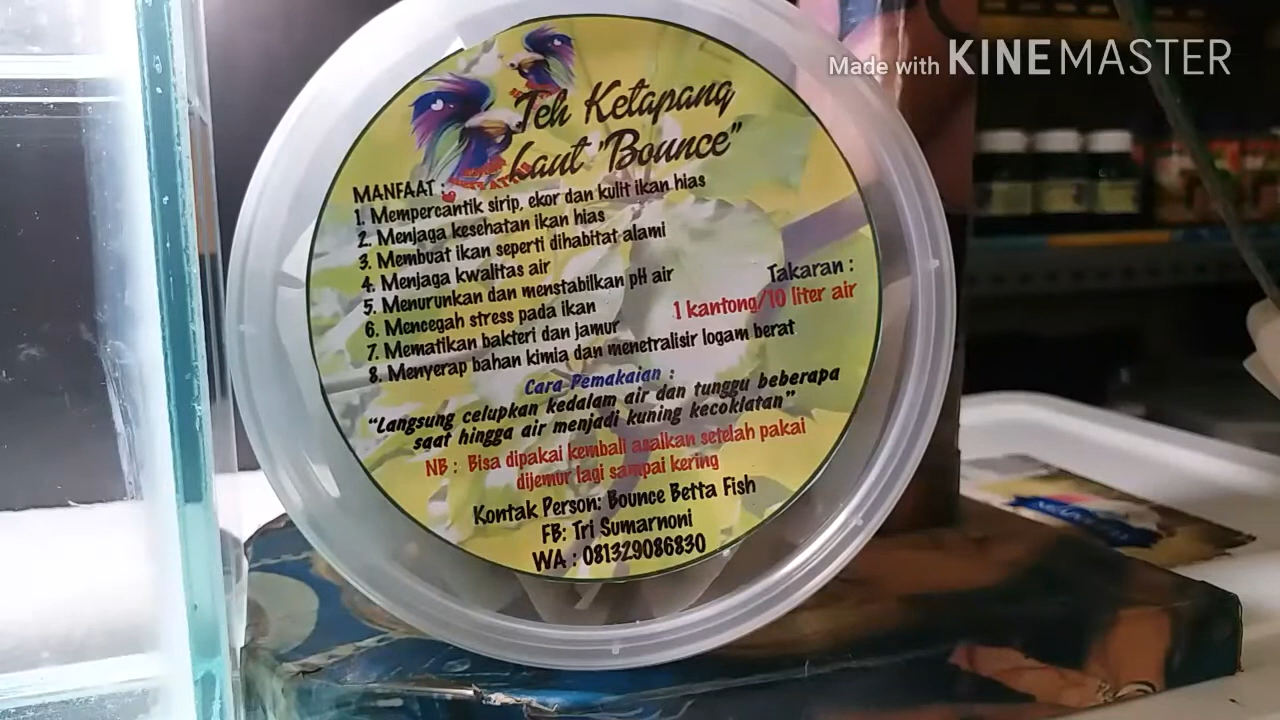 Made with KINEMASTER
Teh Ketapang
Laut "Bounce"
MANFAAT :
1. Mempercantik sirip, ekor dan kulit ikan hias
2. Menjaga kesehatan ikan hias
3. Membuat ikan seperti dihabitat alami
4. Menjaga kwalitas air
5. Menurunkan dan menstabilkan pH air
6. Mencegah stress pada ikan
7. Mematikan bakteri dan jamur
8. Menyerap bahan kimia dan menetralisir logam berat
Takaran :
1 kantong/10 liter air
Cara Pemakaian :
"Langsung celupkan kedalam air dan tunggu beberapa
saat hingga air menjadi kuning kecoklatan"
NB : Bisa dipakai kembali asalkan setelah pakai
dijemur lagi sampai kering
Kontak Person: Bounce Betta Fish
FB: Tri Sumarnoni
WA : 081329086830